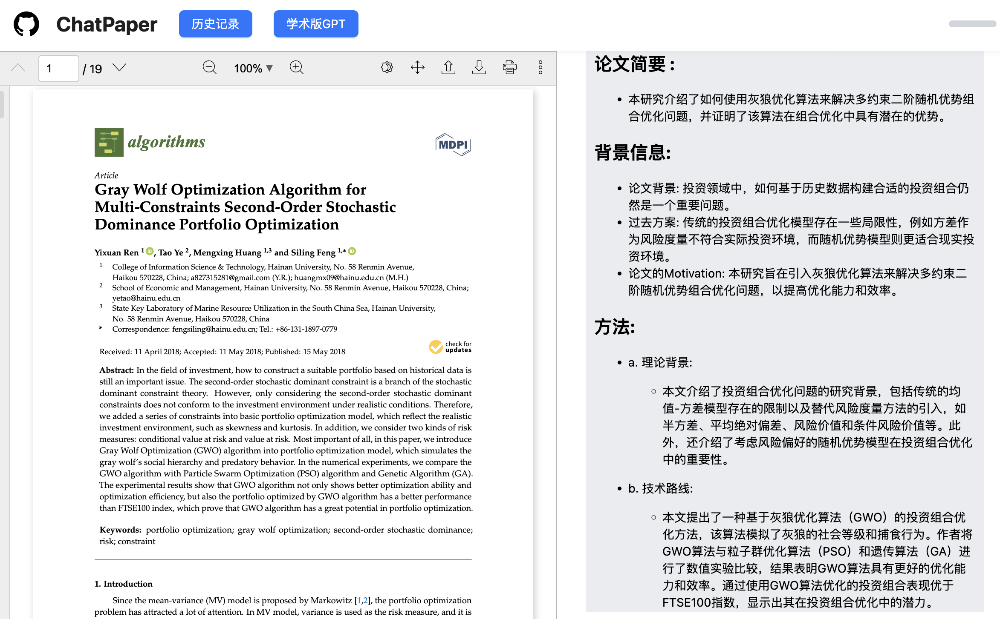 ChatPaper
历史记录
学术版GPT
1
/ 19
100%
algorithms
MDPI
Article
Gray Wolf Optimization Algorithm for
Multi-Constraints Second-Order Stochastic
Dominance Portfolio Optimization
Yixuan Ren 1 iD, Tao Ye 2, Mengxing Huang 1,3 and Siling Feng 1,* iD
1 College of Information Science & Technology, Hainan University, No. 58 Renmin Avenue,
Haikou 570228, China; a827315281@gmail.com (Y.R.); huangmx09@hainu.edu.cn (M.H.)
2 School of Economic and Management, Hainan University, No. 58 Renmin Avenue, Haikou 570228, China;
yetao@hainu.edu.cn
3 State Key Laboratory of Marine Resource Utilization in the South China Sea, Hainan University,
No. 58 Renmin Avenue, Haikou 570228, China
* Correspondence: fengsiling@hainu.edu.cn; Tel.: +86-131-1897-0779
check for
updates
Received: 11 April 2018; Accepted: 11 May 2018; Published: 15 May 2018
Abstract: In the field of investment, how to construct a suitable portfolio based on historical data is
still an important issue. The second-order stochastic dominant constraint is a branch of the stochastic
dominant constraint theory. However, only considering the second-order stochastic dominant
constraints does not conform to the investment environment under realistic conditions. Therefore,
we added a series of constraints into basic portfolio optimization model, which reflect the realistic
investment environment, such as skewness and kurtosis. In addition, we consider two kinds of risk
measures: conditional value at risk and value at risk. Most important of all, in this paper, we introduce
Gray Wolf Optimization (GWO) algorithm into portfolio optimization model, which simulates the
gray wolf's social hierarchy and predatory behavior. In the numerical experiments, we compare the
GWO algorithm with Particle Swarm Optimization (PSO) algorithm and Genetic Algorithm (GA).
The experimental results show that GWO algorithm not only shows better optimization ability and
optimization efficiency, but also the portfolio optimized by GWO algorithm has a better performance
than FTSE100 index, which prove that GWO algorithm has a great potential in portfolio optimization.
Keywords: portfolio optimization; gray wolf optimization; second-order stochastic dominance;
risk; constraint
1. Introduction
Since the mean-variance (MV) model is proposed by Markowitz [1,2], the portfolio optimization
problem has attracted a lot of attention. In MV model, variance is used as the risk measure, and it is
论文简要 :
• 本研究介绍了如何使用灰狼优化算法来解决多约束二阶随机优势组
合优化问题，并证明了该算法在组合优化中具有潜在的优势。
背景信息:
• 论文背景: 投资领域中，如何基于历史数据构建合适的投资组合仍
然是一个重要问题。
• 过去方案: 传统的投资组合优化模型存在一些局限性，例如方差作
为风险度量不符合实际投资环境，而随机优势模型则更适合现实投
资环境。
• 论文的Motivation: 本研究旨在引入灰狼优化算法来解决多约束二
阶随机优势组合优化问题，以提高优化能力和效率。
方法:
• a. 理论背景:
◦ 本文介绍了投资组合优化问题的研究背景，包括传统的均
值-方差模型存在的限制以及替代风险度量方法的引入，如
半方差、平均绝对偏差、风险价值和条件风险价值等。此
外，还介绍了考虑风险偏好的随机优势模型在投资组合优化
中的重要性。
• b. 技术路线:
◦ 本文提出了一种基于灰狼优化算法（GWO）的投资组合优
化方法，该算法模拟了灰狼的社会等级和捕食行为。作者将
GWO算法与粒子群优化算法（PSO）和遗传算法（GA）进
行了数值实验比较，结果表明GWO算法具有更好的优化能
力和效率。通过使用GWO算法优化的投资组合表现优于
FTSE100指数，显示出其在投资组合优化中的潜力。